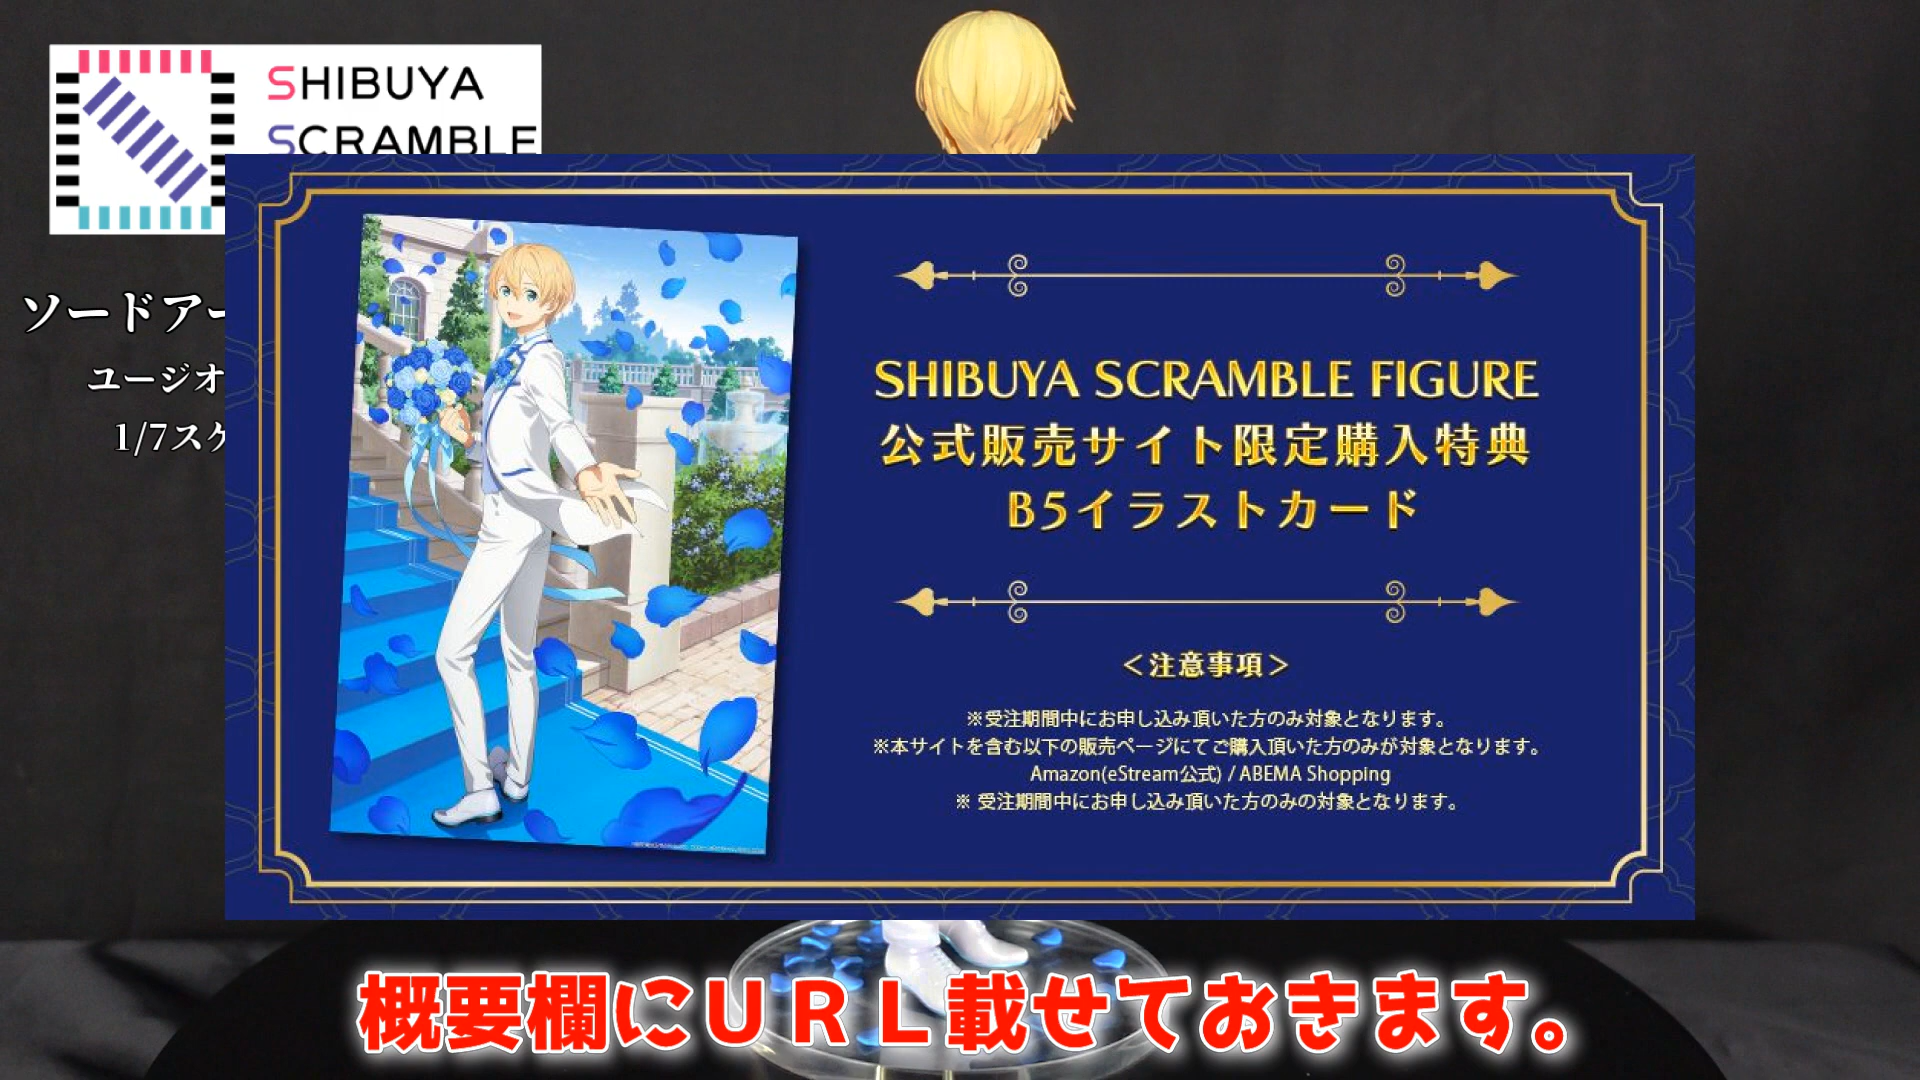 SHIBUYA
SCRAMBLE
ソードアー
ユージオ
1/7スケ
SHIBUYA SCRAMBLE FIGURE
公式販売サイト限定購入特典
B5イラストカード
＜注意事項＞
※受注期間中にお申し込み頂いた方のみ対象となります。
※本サイトを含む以下の販売ページにてご購入頂いた方のみが対象となります。
Amazon(eStream公式) / ABEMA Shopping
※ 受注期間中にお申し込み頂いた方のみの対象となります。
概要欄にＵＲＬ載せておきます。